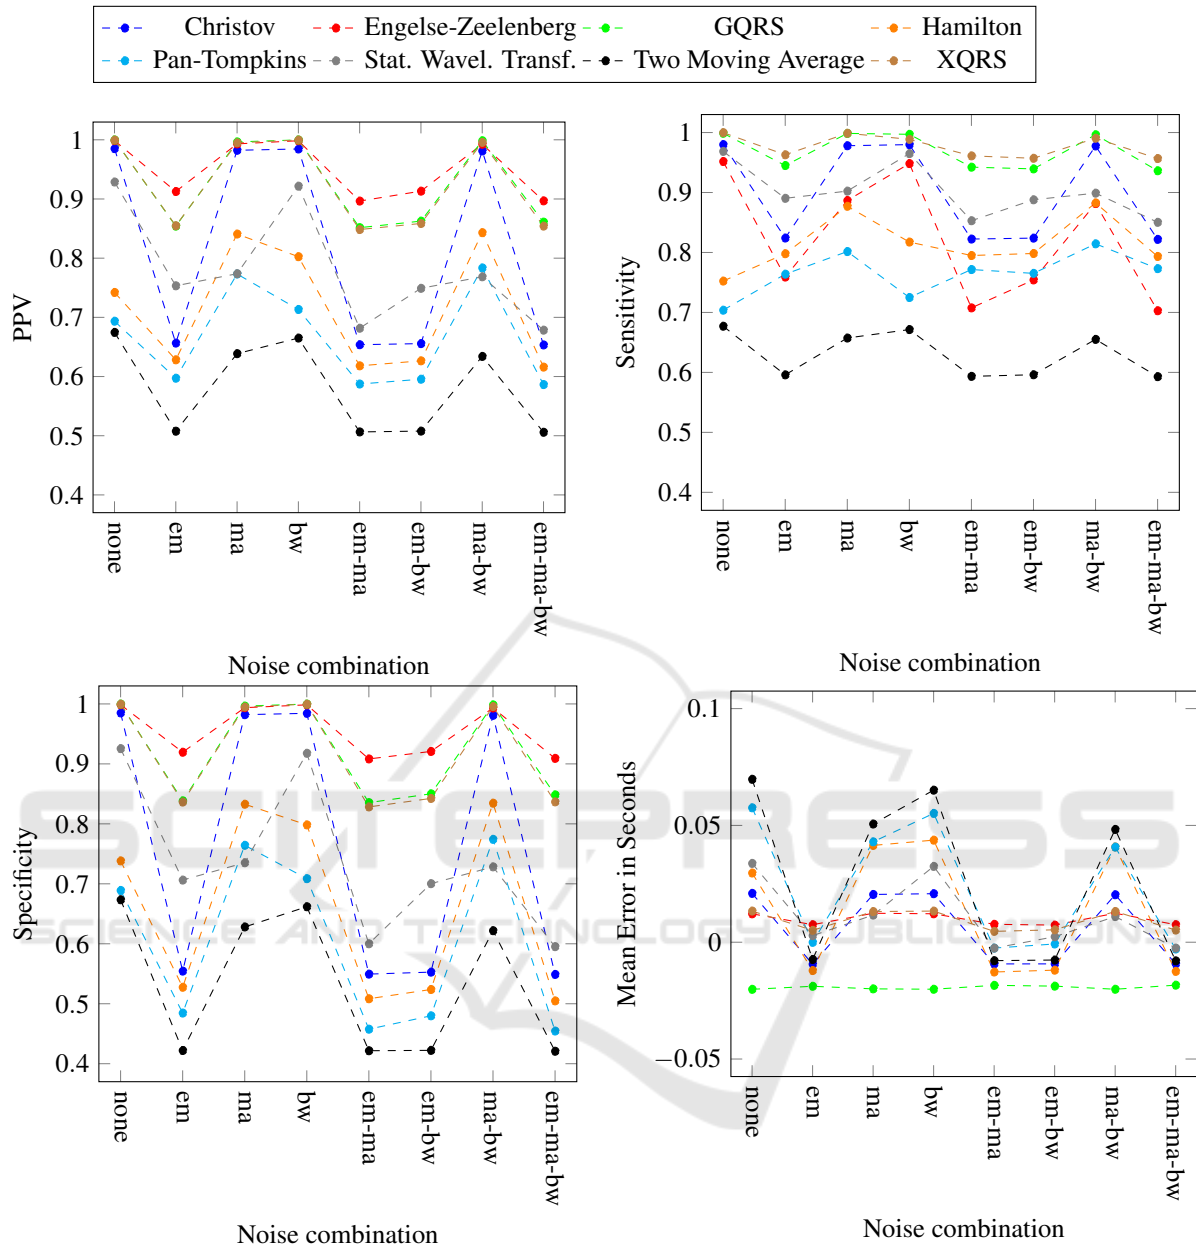 Christov Engelse-Zeelenberg GQRS Hamilton
Pan-Tompkins Stat. Wavel. Transf. Two Moving Average XQRS
PPV
1
0.9
0.8
0.7
0.6
0.5
0.4
none em ma bw em-ma em-bw ma-bw em-ma-bw
Noise combination
Sensitivity
1
0.9
0.8
0.7
0.6
0.5
0.4
none em ma bw em-ma em-bw ma-bw em-ma-bw
Noise combination
Specificity
1
0.9
0.8
0.7
0.6
0.5
0.4
none em ma bw em-ma em-bw ma-bw em-ma-bw
Noise combination
Mean Error in Seconds
0.1
0.05
0
−0.05
none em ma bw em-ma em-bw ma-bw em-ma-bw
Noise combination
SCITEPRESS
SCIENCE AND TECHNOLOGY PUBLICATIONS